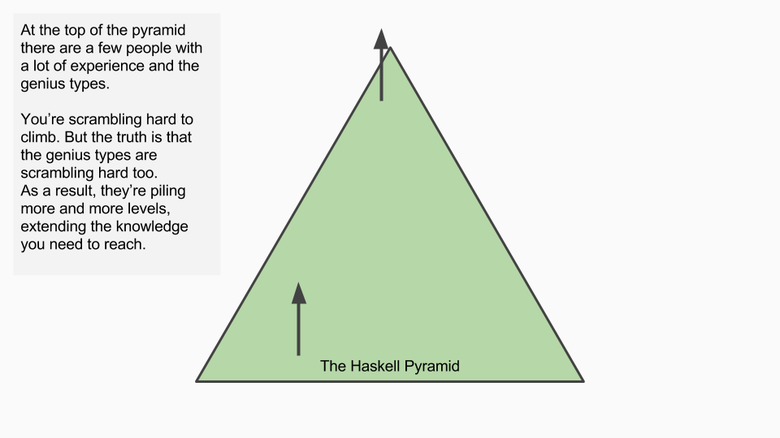 At the top of the pyramid
there are a few people with
a lot of experience and the
genius types.
You're scrambling hard to
climb. But the truth is that
the genius types are
scrambling hard too.
As a result, they're piling
more and more levels,
extending the knowledge
you need to reach.
The Haskell Pyramid